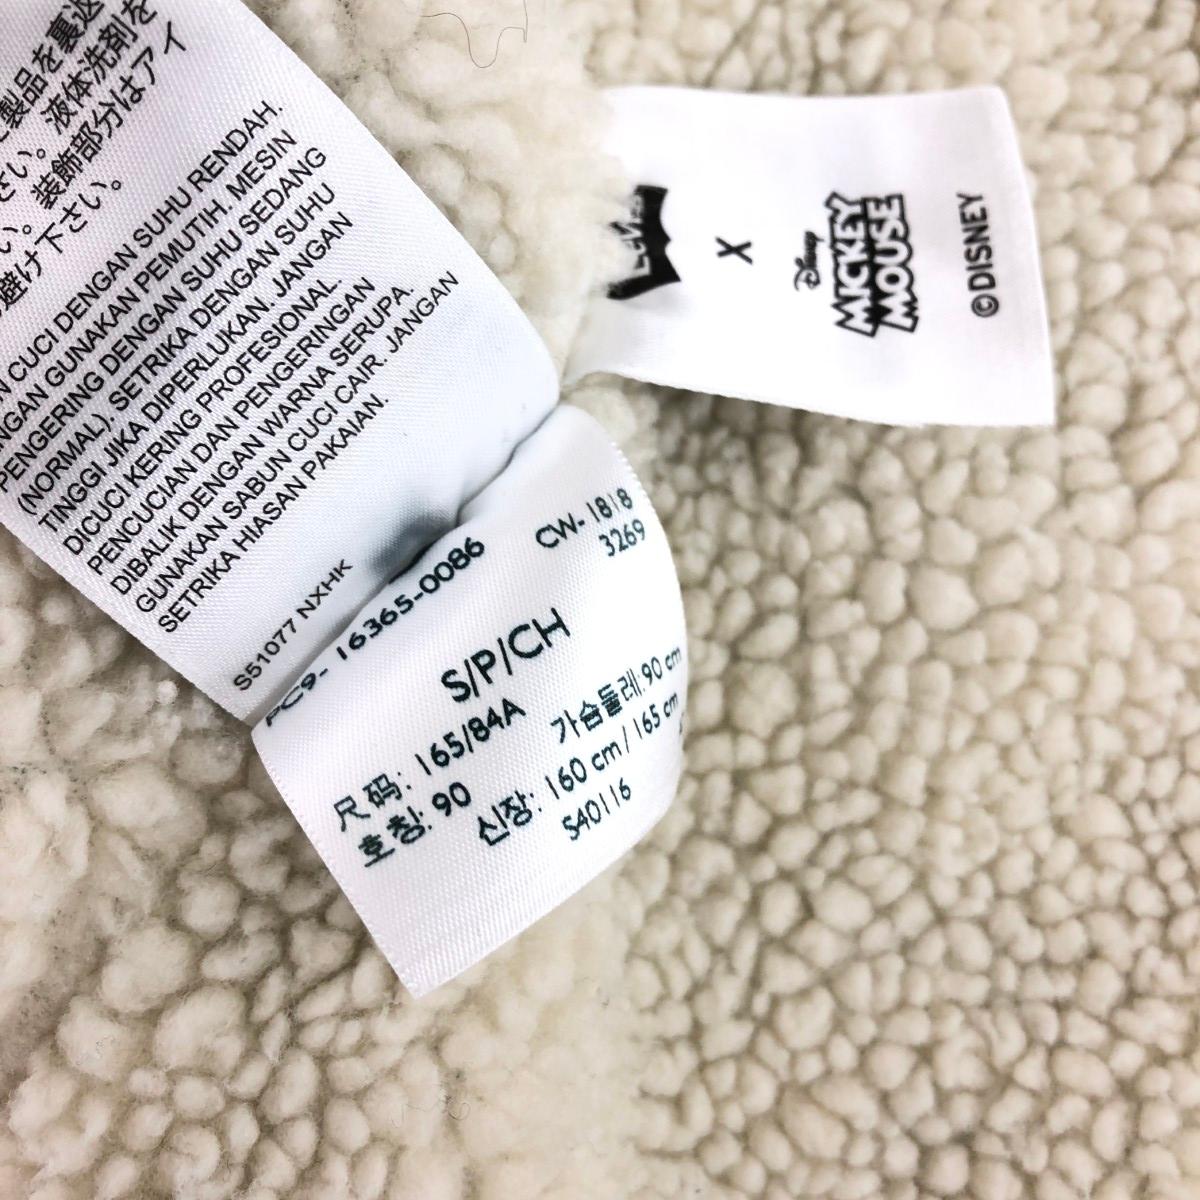 製品を裏返
さい。液体洗剤を
い。装飾部分はアイ
避け下さい。
CUCI DENGAN SUHU RENDAH.
GUNAKAN PEMUTIH. MESIN
PENGERING DENGAN SUHU SEDANG
(NORMAL), SETRIKA DENGAN SUHU
TINGGI JIKA DIPERLUKAN. JANGAN
DICUCI KERING PROFESIONAL.
PENCUCIAN DAN PENGERINGAN
DIBALIK DENGAN WARNA SERUPA.
GUNAKAN SABUN CUCI CAIR. JANGAN
SETRIKA HIASAN PAKAIAN.
S51077 NXHK
LEVI'S
X
Disney
MICKEY
MOUSE
©DISNEY
PC9- 16365-0086
CW- 1818
3269
S/P/CH
尺码: 165/84A
가슴둘레: 90 cm
호칭: 90
신장: 160 cm / 165 cm
S40116